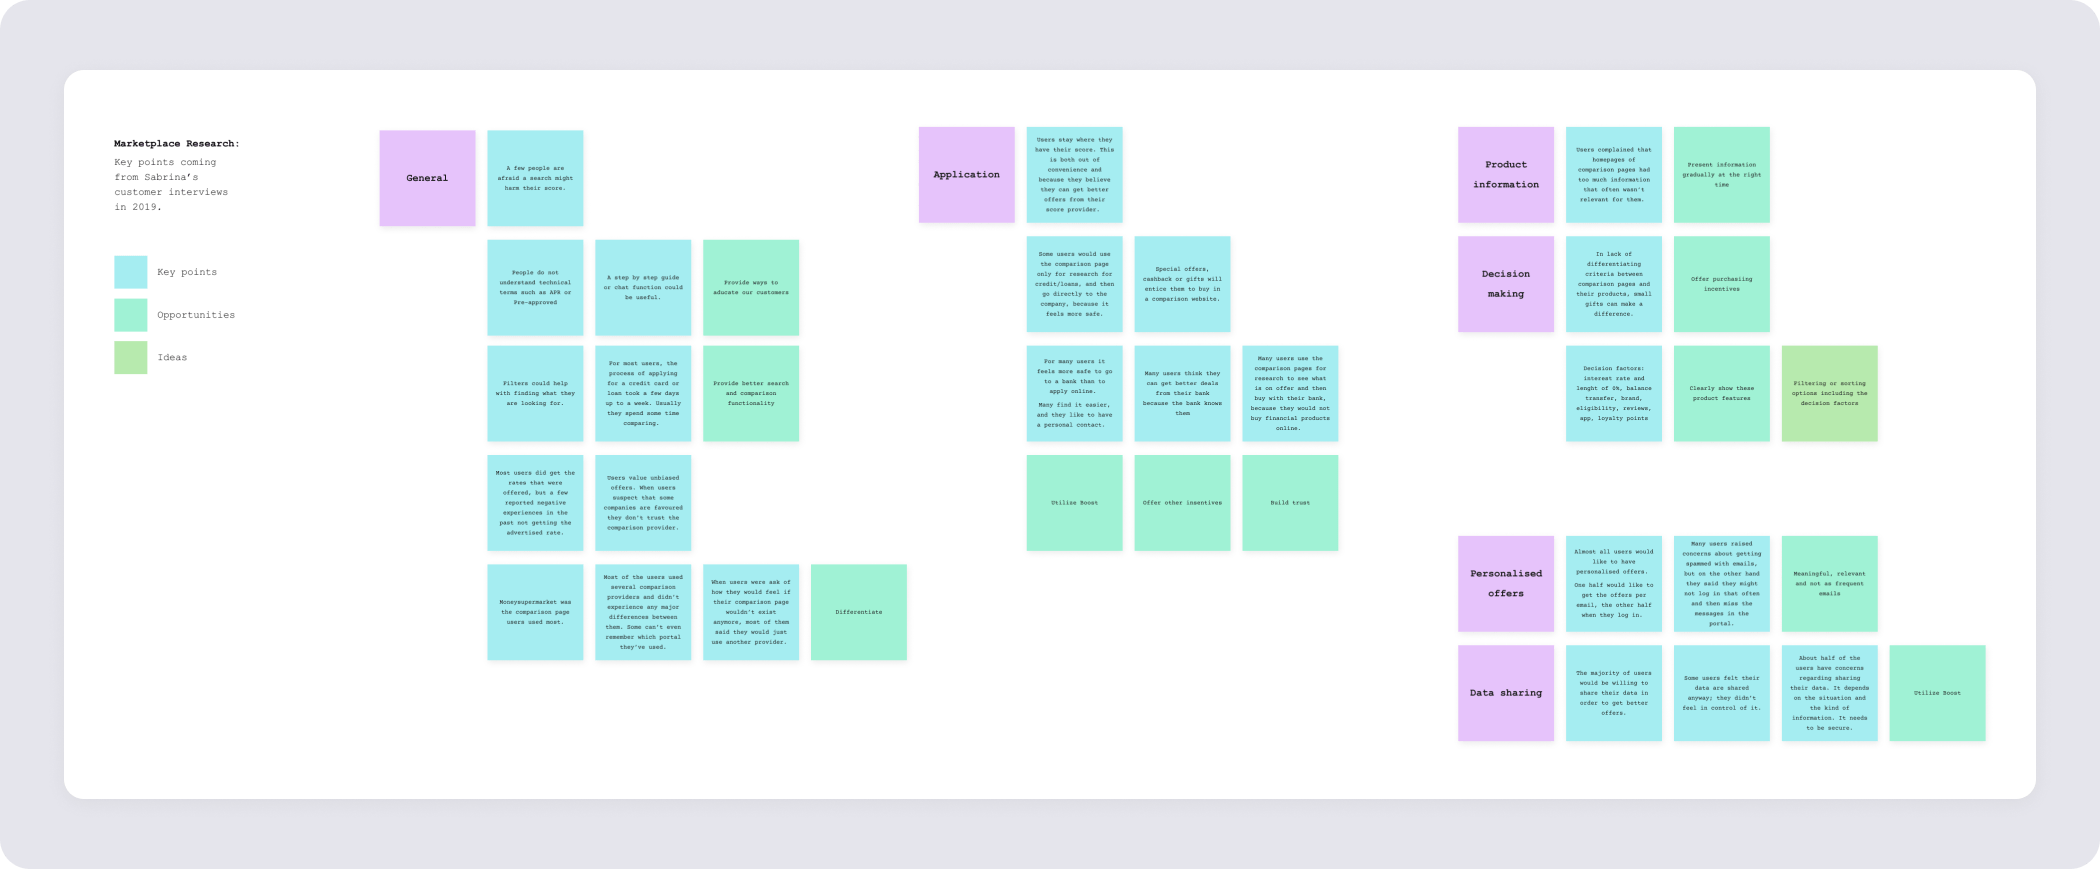 Marketplace Research:
Key points coming
from Sabrina’s
customer interviews
in 2019.
Key points
Opportunities
Ideas
General
A few people are
afraid a search might
harm their score.
People do not
understand technical
terms such as APR or
Pre-approved
A step by step guide
or chat function could
be useful.
Provide ways to
aducate our customers
Filters could help
with finding what they
are looking for.
For most users, the
process of applying
for a credit card or
loan took a few days
up to a week. Usually
they spend some time
comparing.
Provide better search
and comparison
functionality
Most users did get the
rates that were
offered, but a few
reported negative
experiences in the
past not getting the
advertised rate.
Users value unbiased
offers. When users
suspect that some
companies are favoured
they don't trust the
comparison provider.
Moneysupermarket was
the comparison page
users used most.
Most of the users used
several comparison
providers and didn't
experience any major
differences between
them. Some can't even
remember which portal
they've used.
When users were ask of
how they would feel if
their comparison page
wouldn't exist
anymore, most of them
said they would just
use another provider.
Differentiate
Application
Users stay where they
have their score. This
is both out of
convenience and
because they believe
they can get better
offers from their
score provider.
Some users would use
the comparison page
only for research for
credit/loans, and then
go directly to the
company, because it
feels more safe.
Special offers,
cashback or gifts will
entice them to buy in
a comparison website.
For many users it
feels more safe to go
to a bank than to
apply online.
Many find it easier,
and they like to have
a personal contact.
Many users think they
can get better deals
from their bank
because the bank knows
them
Many users use the
comparison pages for
research to see what
is on offer and then
buy with their bank,
because they would not
buy financial products
online.
Utilise Boost
Offer other insentives
Build trust
Product
information
Users complained that
homepages of
comparison pages had
too much information
that often wasn't
relevant for them.
Present information
gradually at the right
time
Decision
making
In lack of
differentiating
criteria between
comparison pages and
their products, small
gifts can make a
difference.
Offer purchasiing
incentives
Decision factors:
interest rate and
lenght of 0%, balance
transfer, brand,
eligibility, reviews,
app, loyalty points
Clearly show these
product features
Filtering or sorting
options including the
decision factors
Personalised
offers
Almost all users would
like to have
personalised offers.
One half would like to
get the offers per
email, the other half
when they log in.
Many users raised
concerns about getting
spammed with emails,
but on the other hand
they said they might
not log in that often
and then miss the
messages in the
portal.
Meaningful, relevant
and not as frequent
emails
Data sharing
The majority of users
would be willing to
share their data in
order to get better
offers.
Some users felt their
data are shared
anyway; they didn't
feel in control of it.
About half of the
users have concerns
regarding sharing
their data. It depends
on the situation and
the kind of
information. It needs
to be secure.
Utilise Boost